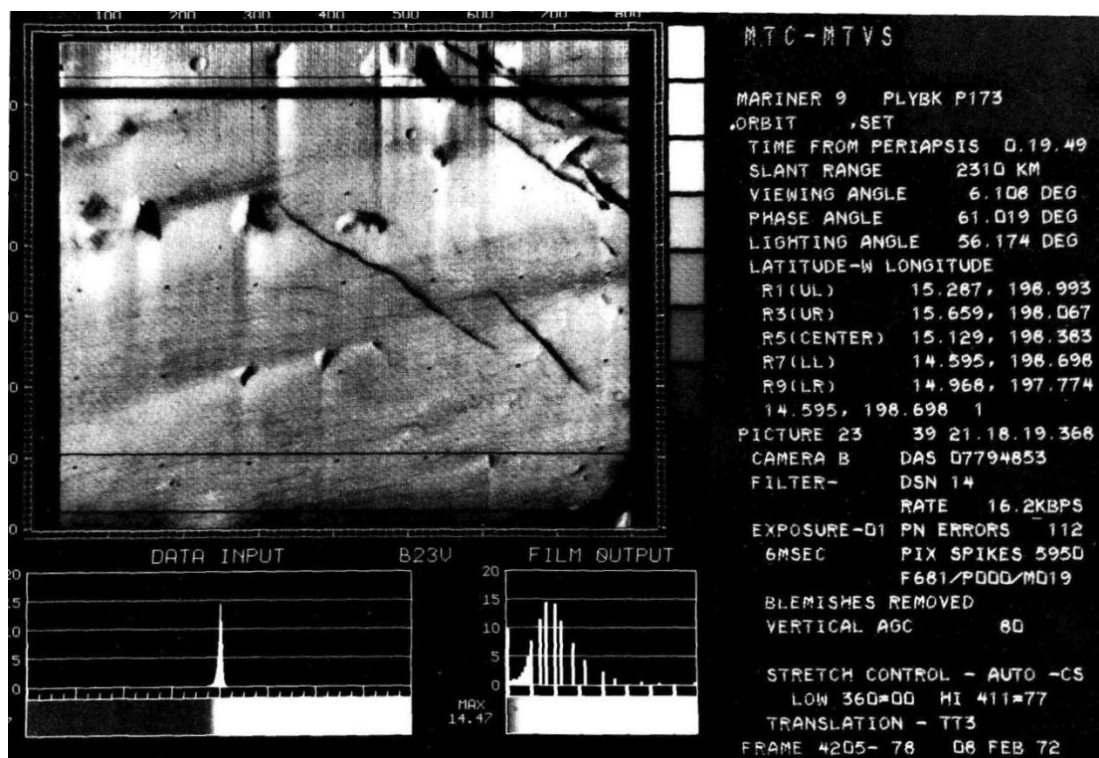 100 200 300 400 500 600 700 800
MTC-MTVS
MARINER 9 PLYBK P173
.ORBIT .SET
TIME FROM PERIAPSIS 0.19.49
SLANT RANGE 2310 KM
VIEWING ANGLE 6.108 DEG
PHASE ANGLE 61.019 DEG
LIGHTING ANGLE 56.174 DEG
LATITUDE-W LONGITUDE
R1(UL) 15.287, 198.993
R3(UR) 15.659, 198.067
R5(CENTER) 15.129, 198.383
R7(LL) 14.595, 198.698
R9(LR) 14.968, 197.774
14.595, 198.698 1
PICTURE 23 39 21.18.19.368
CAMERA B DAS 07794853
FILTER- DSN 14
RATE 16.2KBPS
EXPOSURE-01 PN ERRORS 112
6MSEC PIX SPIKES 5950
F681/P000/M019
BLEMISHES REMOVED
VERTICAL AGC 80
STRETCH CONTROL - AUTO -CS
LOW 360=00 HI 411=77
TRANSLATION - TT3
FRAME 4205- 78 08 FEB 72
DATA INPUT B23V FILM OUTPUT
20 20
15 15
10 10
5 5
0 0
MAX
14.47